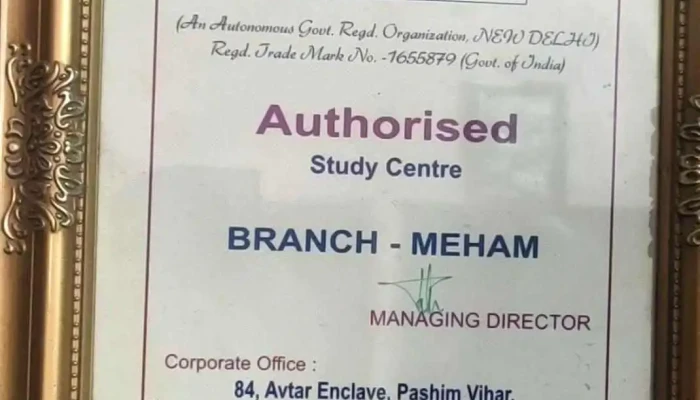 (An Autonomous Govt. Regd. Organization, NEW DELHI)
Regd. Trade Mark No. -1655879 (Govt. of India)
Authorised
Study Centre
BRANCH - MEHAM
MANAGING DIRECTOR
Corporate Office :
84, Avtar Enclave, Pashim Vihar,